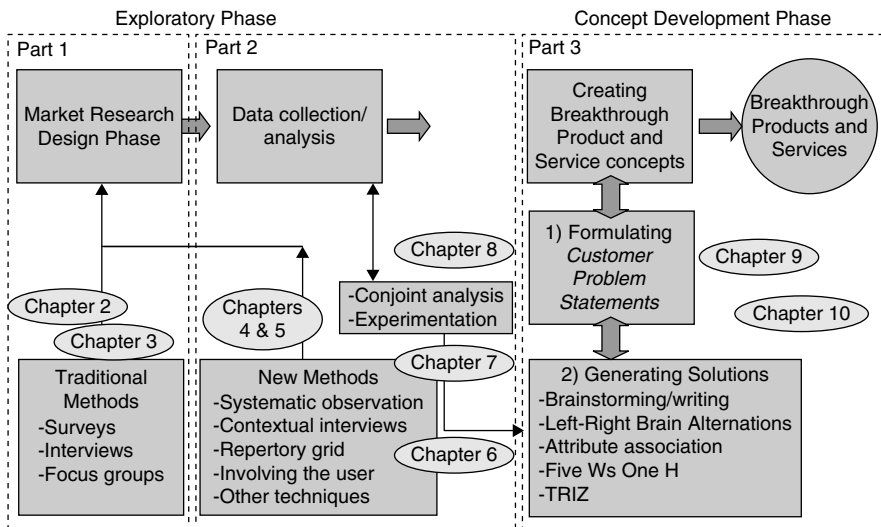 Exploratory Phase
Concept Development Phase
Part 1
Part 2
Part 3
Market Research
Design Phase
Data collection/
analysis
Creating
Breakthrough
Product and
Service concepts
Breakthrough
Products and
Services
Chapter 8
1) Formulating
Customer
Problem
Statements
Chapter 9
Chapter 2
Chapter 3
Chapters
4 & 5
-Conjoint analysis
-Experimentation
Chapter 10
Chapter 7
Traditional
Methods
-Surveys
-Interviews
-Focus groups
New Methods
-Systematic observation
-Contextual interviews
-Repertory grid
-Involving the user
-Other techniques
Chapter 6
2) Generating Solutions
-Brainstorming/writing
-Left-Right Brain Alternations
-Attribute association
-Five Ws One H
-TRIZ